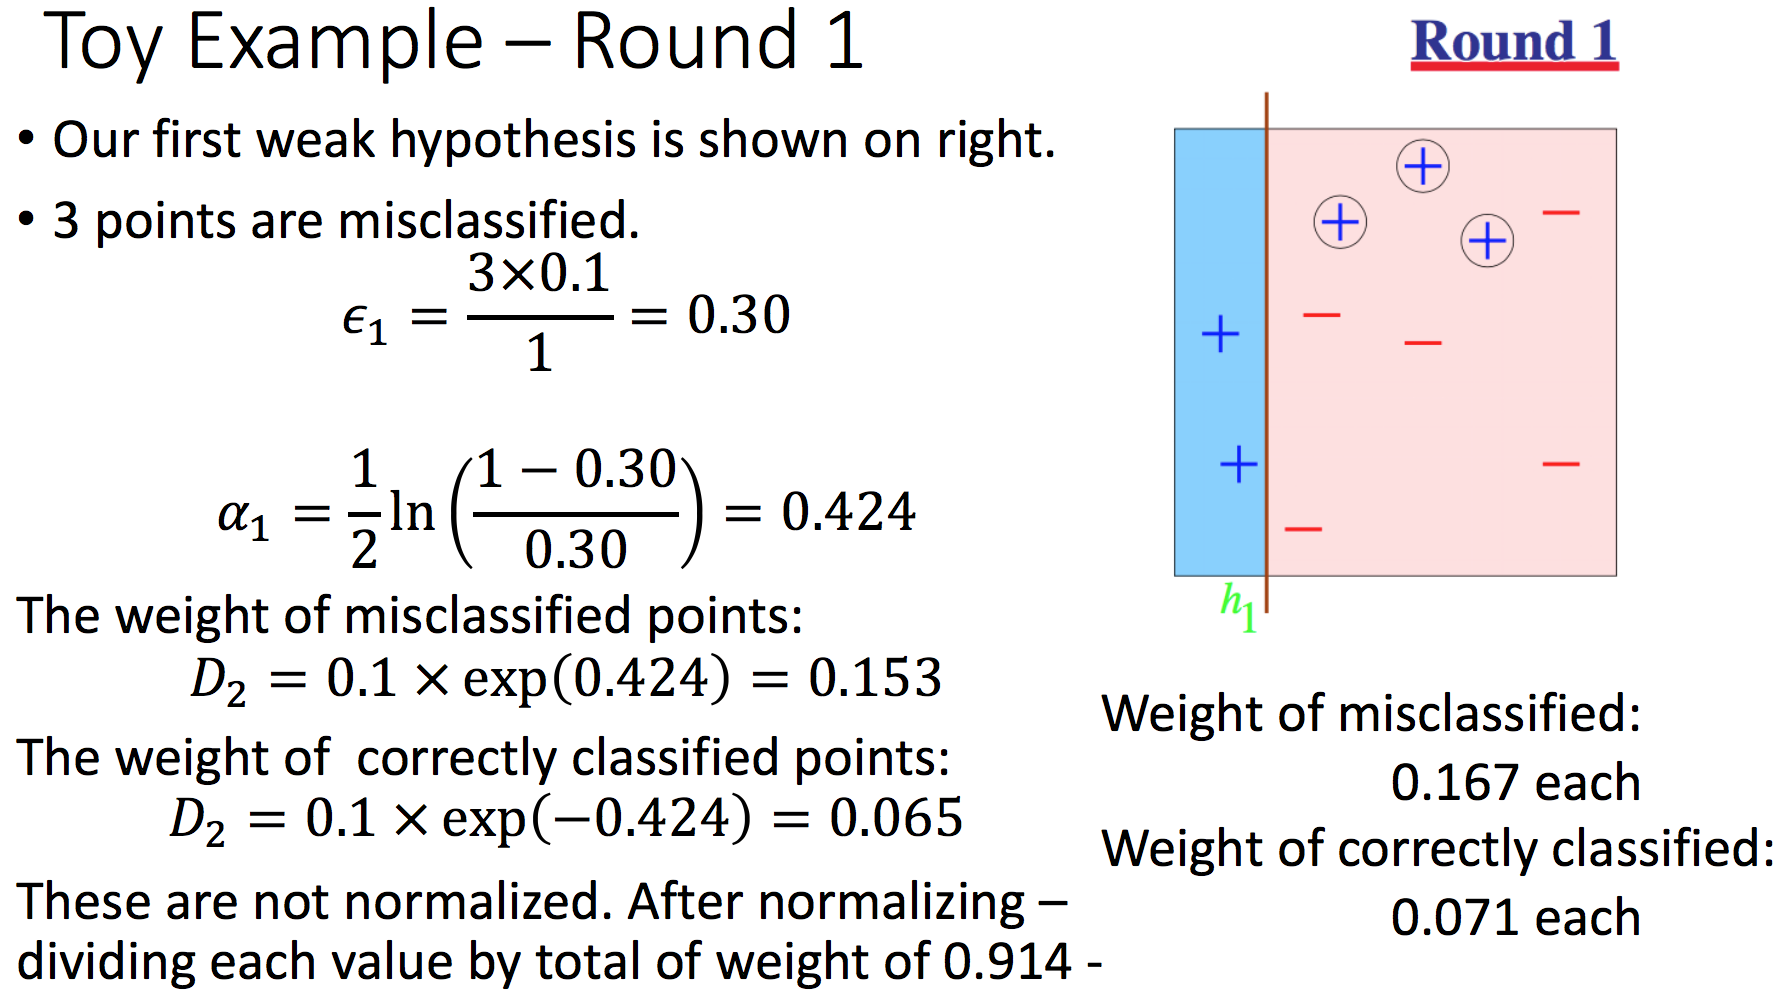 Toy Example – Round 1
• Our first weak hypothesis is shown on right.
• 3 points are misclassified.
ϵ₁ = 3×0.1 / 1 = 0.30
α₁ = 1/2 ln((1 − 0.30) / 0.30) = 0.424
The weight of misclassified points:
D₂ = 0.1 × exp(0.424) = 0.153
The weight of correctly classified points:
D₂ = 0.1 × exp(−0.424) = 0.065
These are not normalized. After normalizing –
dividing each value by total of weight of 0.914 -
Round 1
h₁
Weight of misclassified:
0.167 each
Weight of correctly classified:
0.071 each